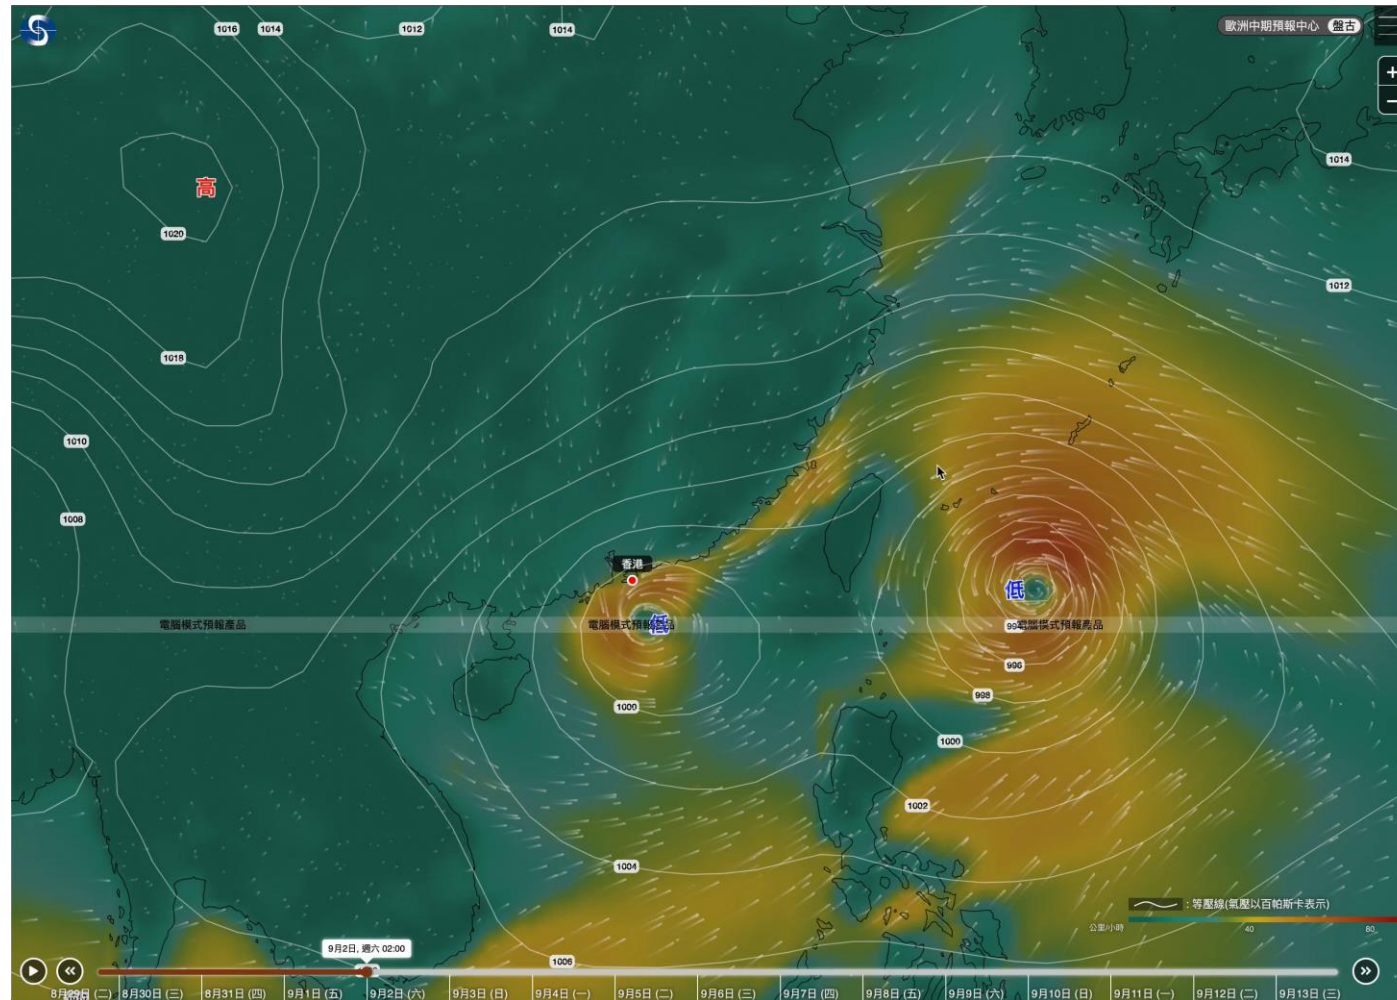 1016
1014
1012
1014
歐洲中期預報中心 盤古
+
−
1014
高
1020
1012
1018
1010
1008
香港
低
低
電腦模式預報產品
電腦模式預報產品
電腦模式預報產品
994
996
998
1000
1000
1002
1004
: 等壓線(氣壓以百帕斯卡表示)
公里/小時
40
80
9月2日, 週六 02:00
1006
8月29日 (二)
8月30日 (三)
8月31日 (四)
9月1日 (五)
9月2日 (六)
9月3日 (日)
9月4日 (一)
9月5日 (二)
9月6日 (三)
9月7日 (四)
9月8日 (五)
9月9日 (六)
9月10日 (日)
9月11日 (一)
9月12日 (二)
9月13日 (三)